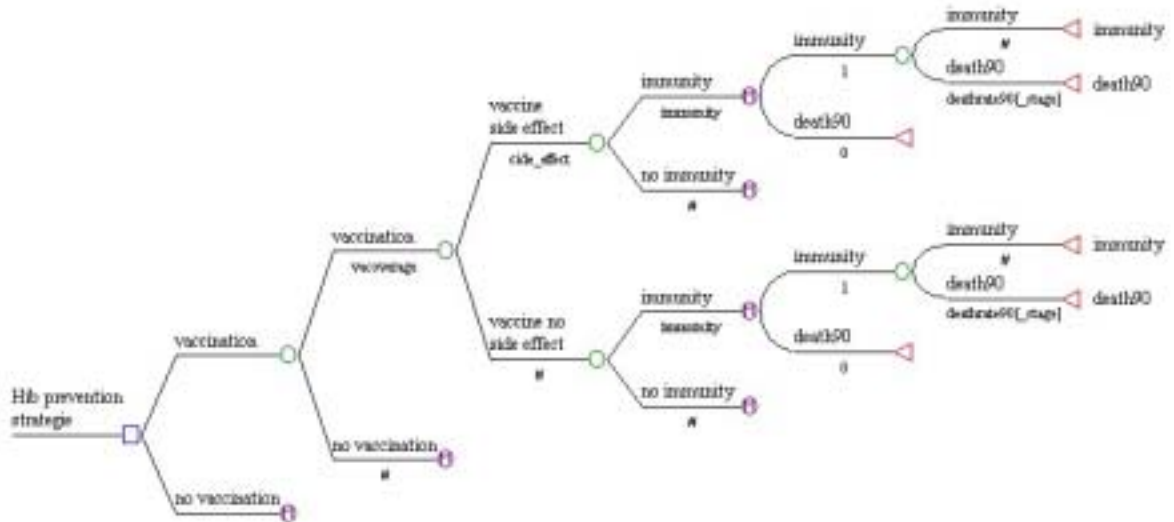 immunity
#
immunity
immunity
1
death90
deathrate90[_stage]
death90
immunity
immunity
death90
0
vaccine
side effect
cide_effect
no immunity
#
vaccination
vacoverage
immunity
#
immunity
immunity
1
death90
deathrate90[_stage]
death90
immunity
immunity
death90
0
vaccine no
side effect
#
no immunity
#
vaccination
no vaccination
#
Hib prevention
strategie
no vaccination